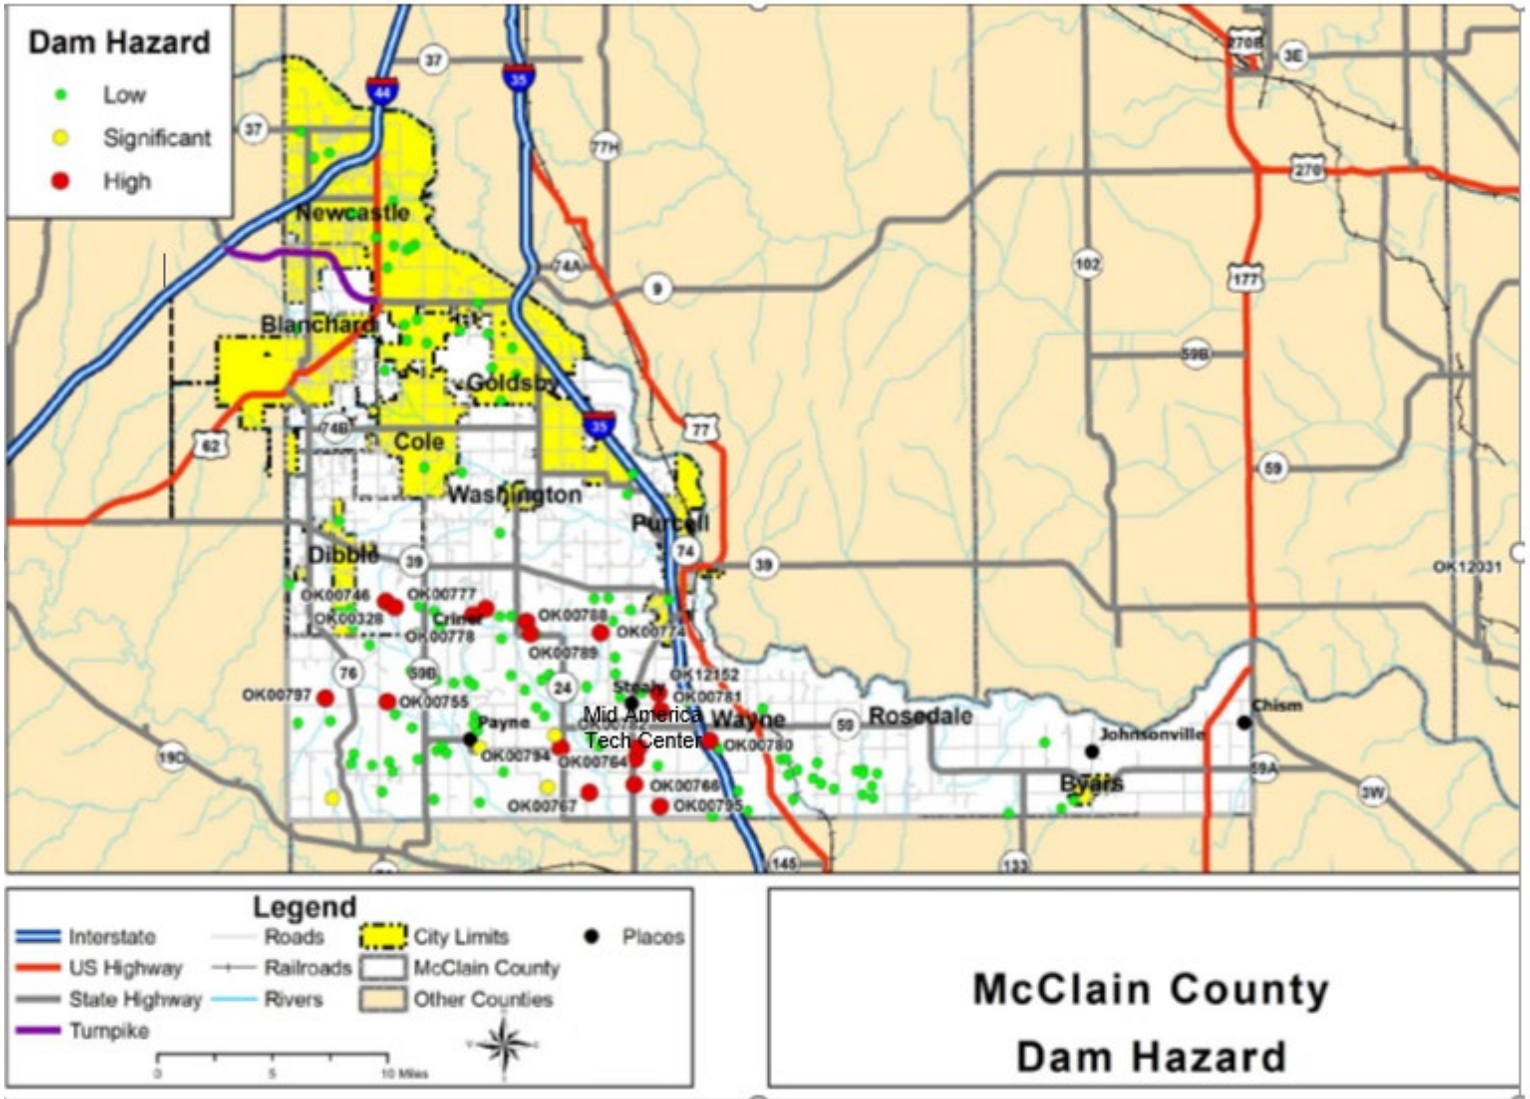 Dam Hazard
Low
Significant
High
44
35
37
270B
3E
37
77H
270
Newcastle
74A
9
102
177
Blanchard
59B
Goldsby
35
77
62
74B
Cole
59
Washington
Purcell
74
Dibble
39
39
OK12031
OK00746
OK00777
OK00328
Criner
OK00788
OK00778
OK00774
OK00789
OK00797
76
59B
OK00755
24
OK12152
Stealy
OK00781
Mid America
Wayne
Payne
59
Rosedale
Chism
Johnsonville
Tech Center
OK00780
OK00794
OK00764
19D
59A
OK00766
Byars
3W
OK00767
OK00795
145
133
Legend
Interstate
Roads
City Limits
Places
US Highway
Railroads
McClain County
State Highway
Rivers
Other Counties
Turnpike
0
5
10 Miles
McClain County
Dam Hazard